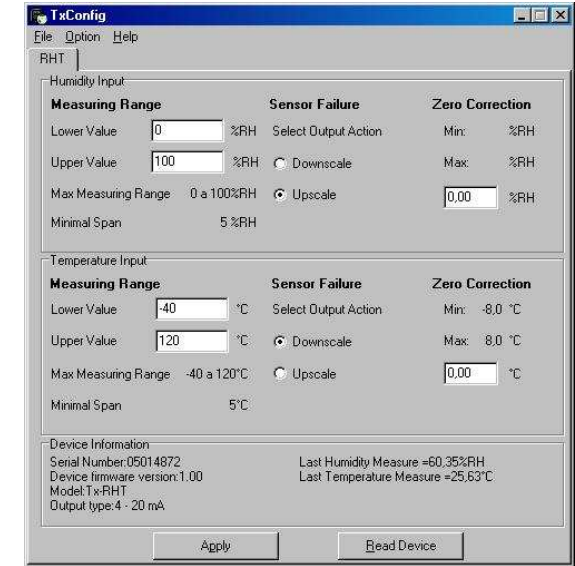 TxConfig
File Option Help
RHT
Humidity Input
Measuring Range Sensor Failure Zero Correction
Lower Value 0 %RH Select Output Action Min: %RH
Upper Value 100 %RH Downscale Max: %RH
Max Measuring Range 0 a 100%RH Upscale 0,00 %RH
Minimal Span 5 %RH
Temperature Input
Measuring Range Sensor Failure Zero Correction
Lower Value -40 °C Select Output Action Min: -8,0 °C
Upper Value 120 °C Downscale Max: 8,0 °C
Max Measuring Range -40 a 120°C Upscale 0,00 °C
Minimal Span 5°C
Device Information
Serial Number:05014872 Last Humidity Measure =60,35%RH
Device firmware version:1.00 Last Temperature Measure =25,63°C
Model:Tx-RHT
Output type:4 - 20 mA
Apply Read Device